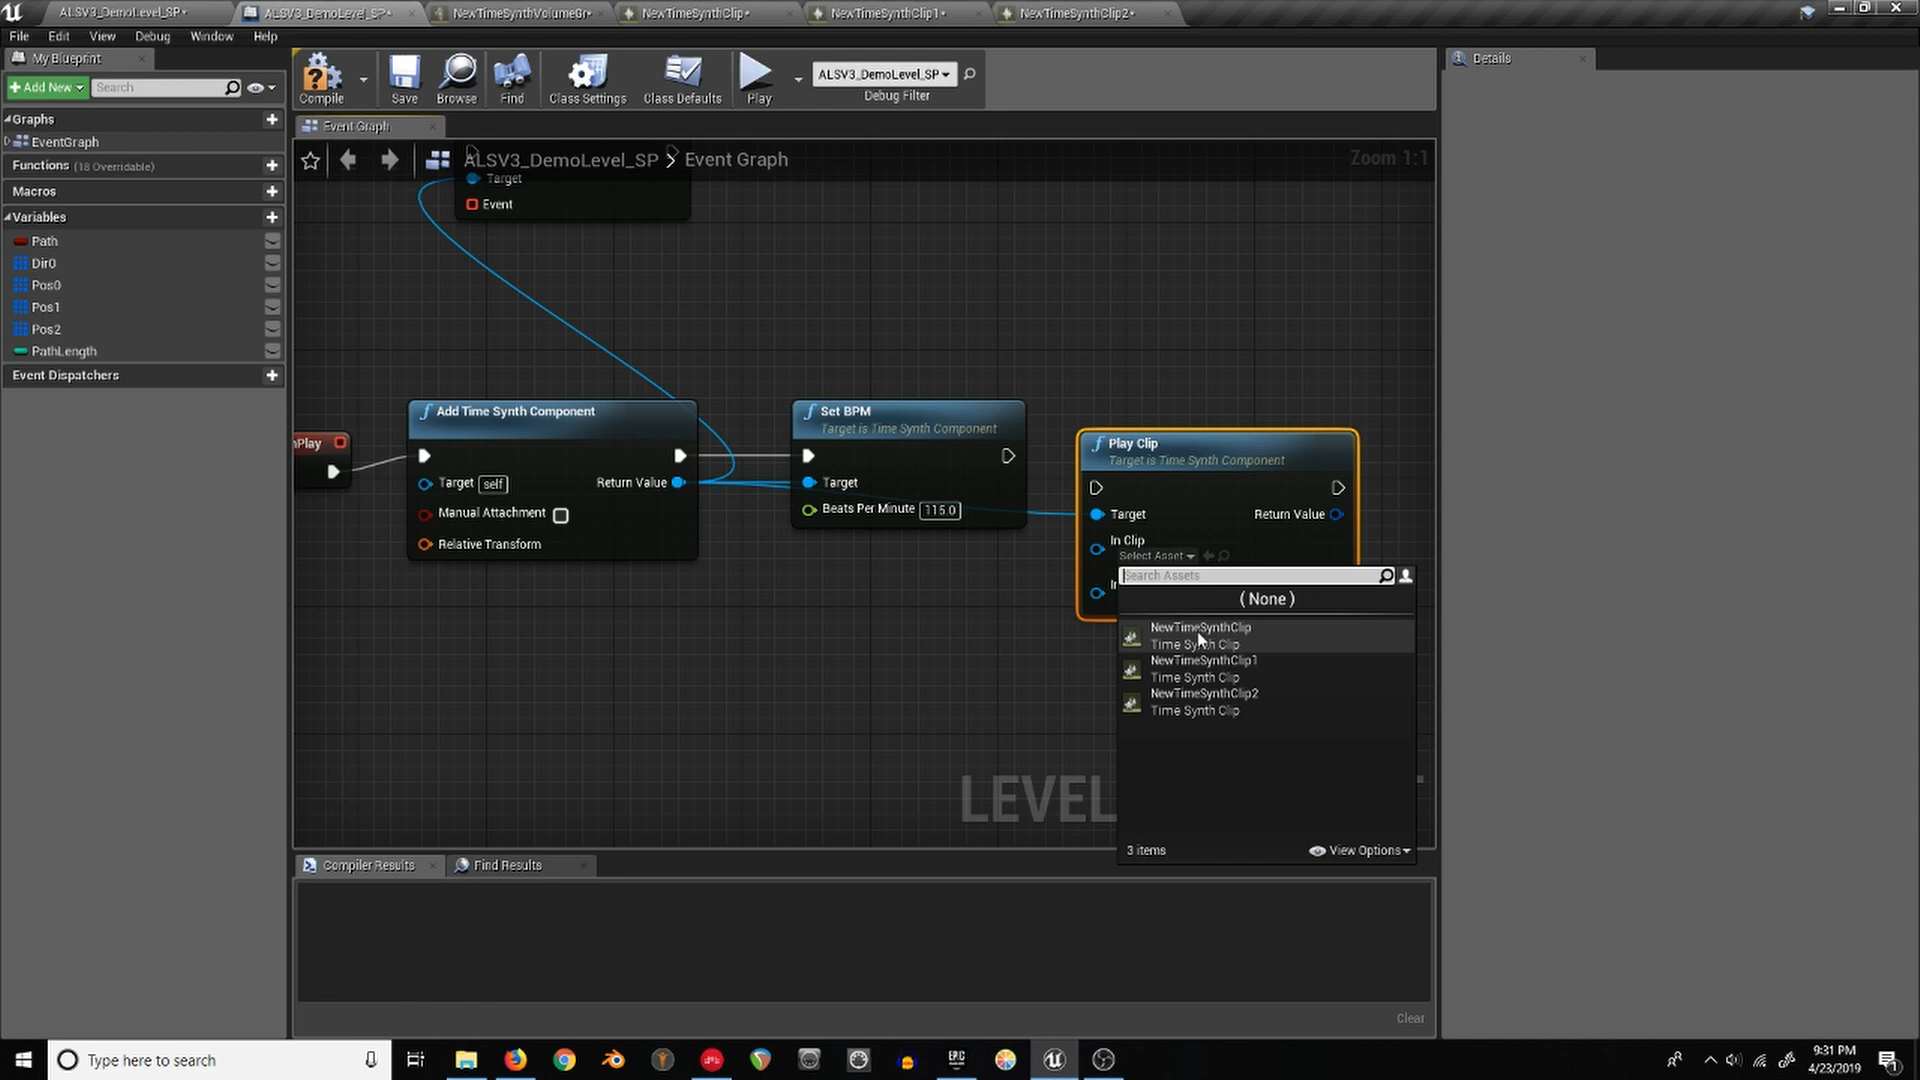 ALSV3_DemoLevel_SP•
ALSV3_DemoLevel_SP•
NewTimeSynthVolumeGr•
NewTimeSynthClip•
NewTimeSynthClip1•
NewTimeSynthClip2•
File Edit View Debug Window Help
My Blueprint
Details
+Add New
Search
Compile
Save
Browse
Find
Class Settings
Class Defaults
Play
ALSV3_DemoLevel_SP
Debug Filter
Graphs
EventGraph
Functions (18 Overridable)
Macros
Variables
Path
Dir0
Pos0
Pos1
Pos2
PathLength
Event Dispatchers
Event Graph
ALSV3_DemoLevel_SP > Event Graph
Zoom 1:1
Target
Event
nPlay
f Add Time Synth Component
Target self
Return Value
Manual Attachment
Relative Transform
f Set BPM
Target is Time Synth Component
Target
Beats Per Minute 115.0
f Play Clip
Target is Time Synth Component
Target
Return Value
In Clip
Select Asset
In
Search Assets
( None )
NewTimeSynthClip
Time Synth Clip
NewTimeSynthClip1
Time Synth Clip
NewTimeSynthClip2
Time Synth Clip
3 items
View Options
LEVEL
Compiler Results
Find Results
Clear
Type here to search
EPIC
9:31 PM
4/23/2019
1